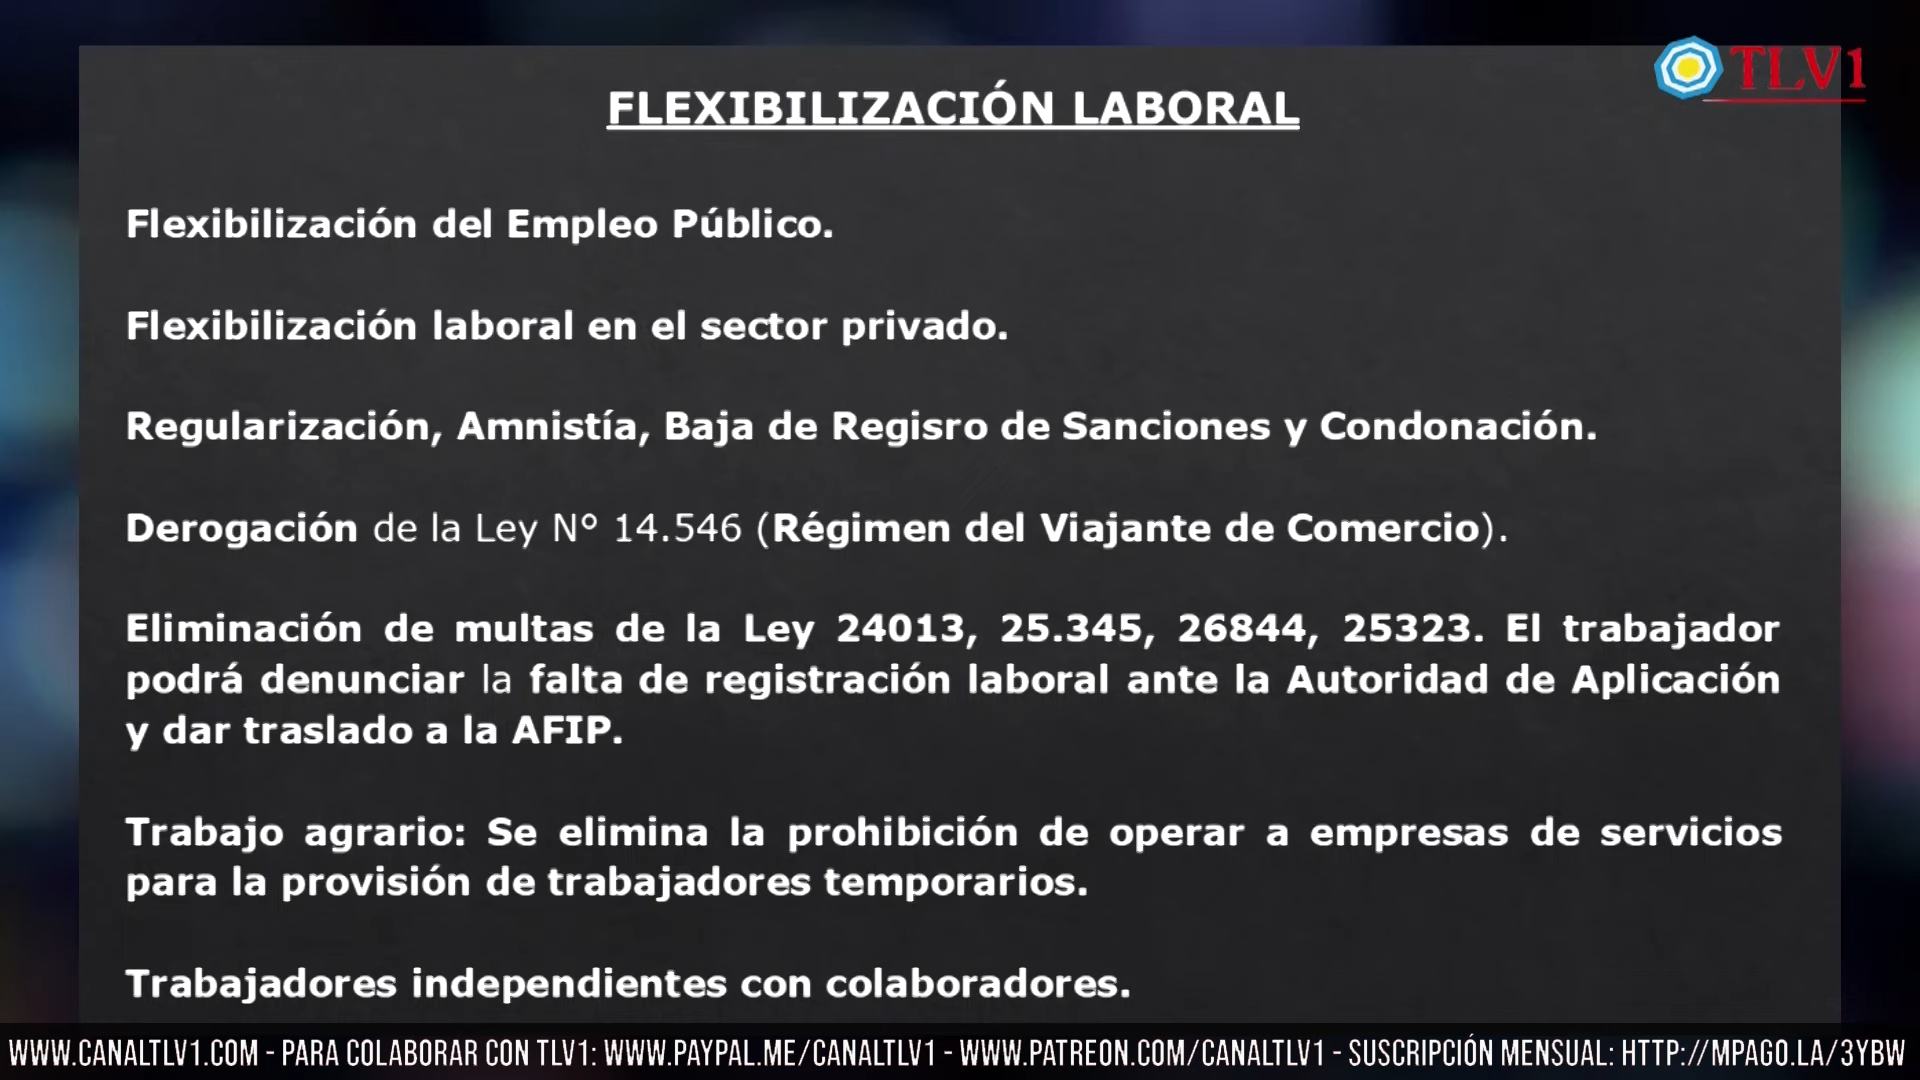 TLV1
FLEXIBILIZACIÓN LABORAL
Flexibilización del Empleo Público.
Flexibilización laboral en el sector privado.
Regularización, Amnistía, Baja de Regisro de Sanciones y Condonación.
Derogación de la Ley N° 14.546 (Régimen del Viajante de Comercio).
Eliminación de multas de la Ley 24013, 25.345, 26844, 25323. El trabajador
podrá denunciar la falta de registración laboral ante la Autoridad de Aplicación
y dar traslado a la AFIP.
Trabajo agrario: Se elimina la prohibición de operar a empresas de servicios
para la provisión de trabajadores temporarios.
Trabajadores independientes con colaboradores.
WWW.CANALTLV1.COM - PARA COLABORAR CON TLV1: WWW.PAYPAL.ME/CANALTLV1 - WWW.PATREON.COM/CANALTLV1 - SUSCRIPCIÓN MENSUAL: HTTP://MPAGO.LA/3YBW